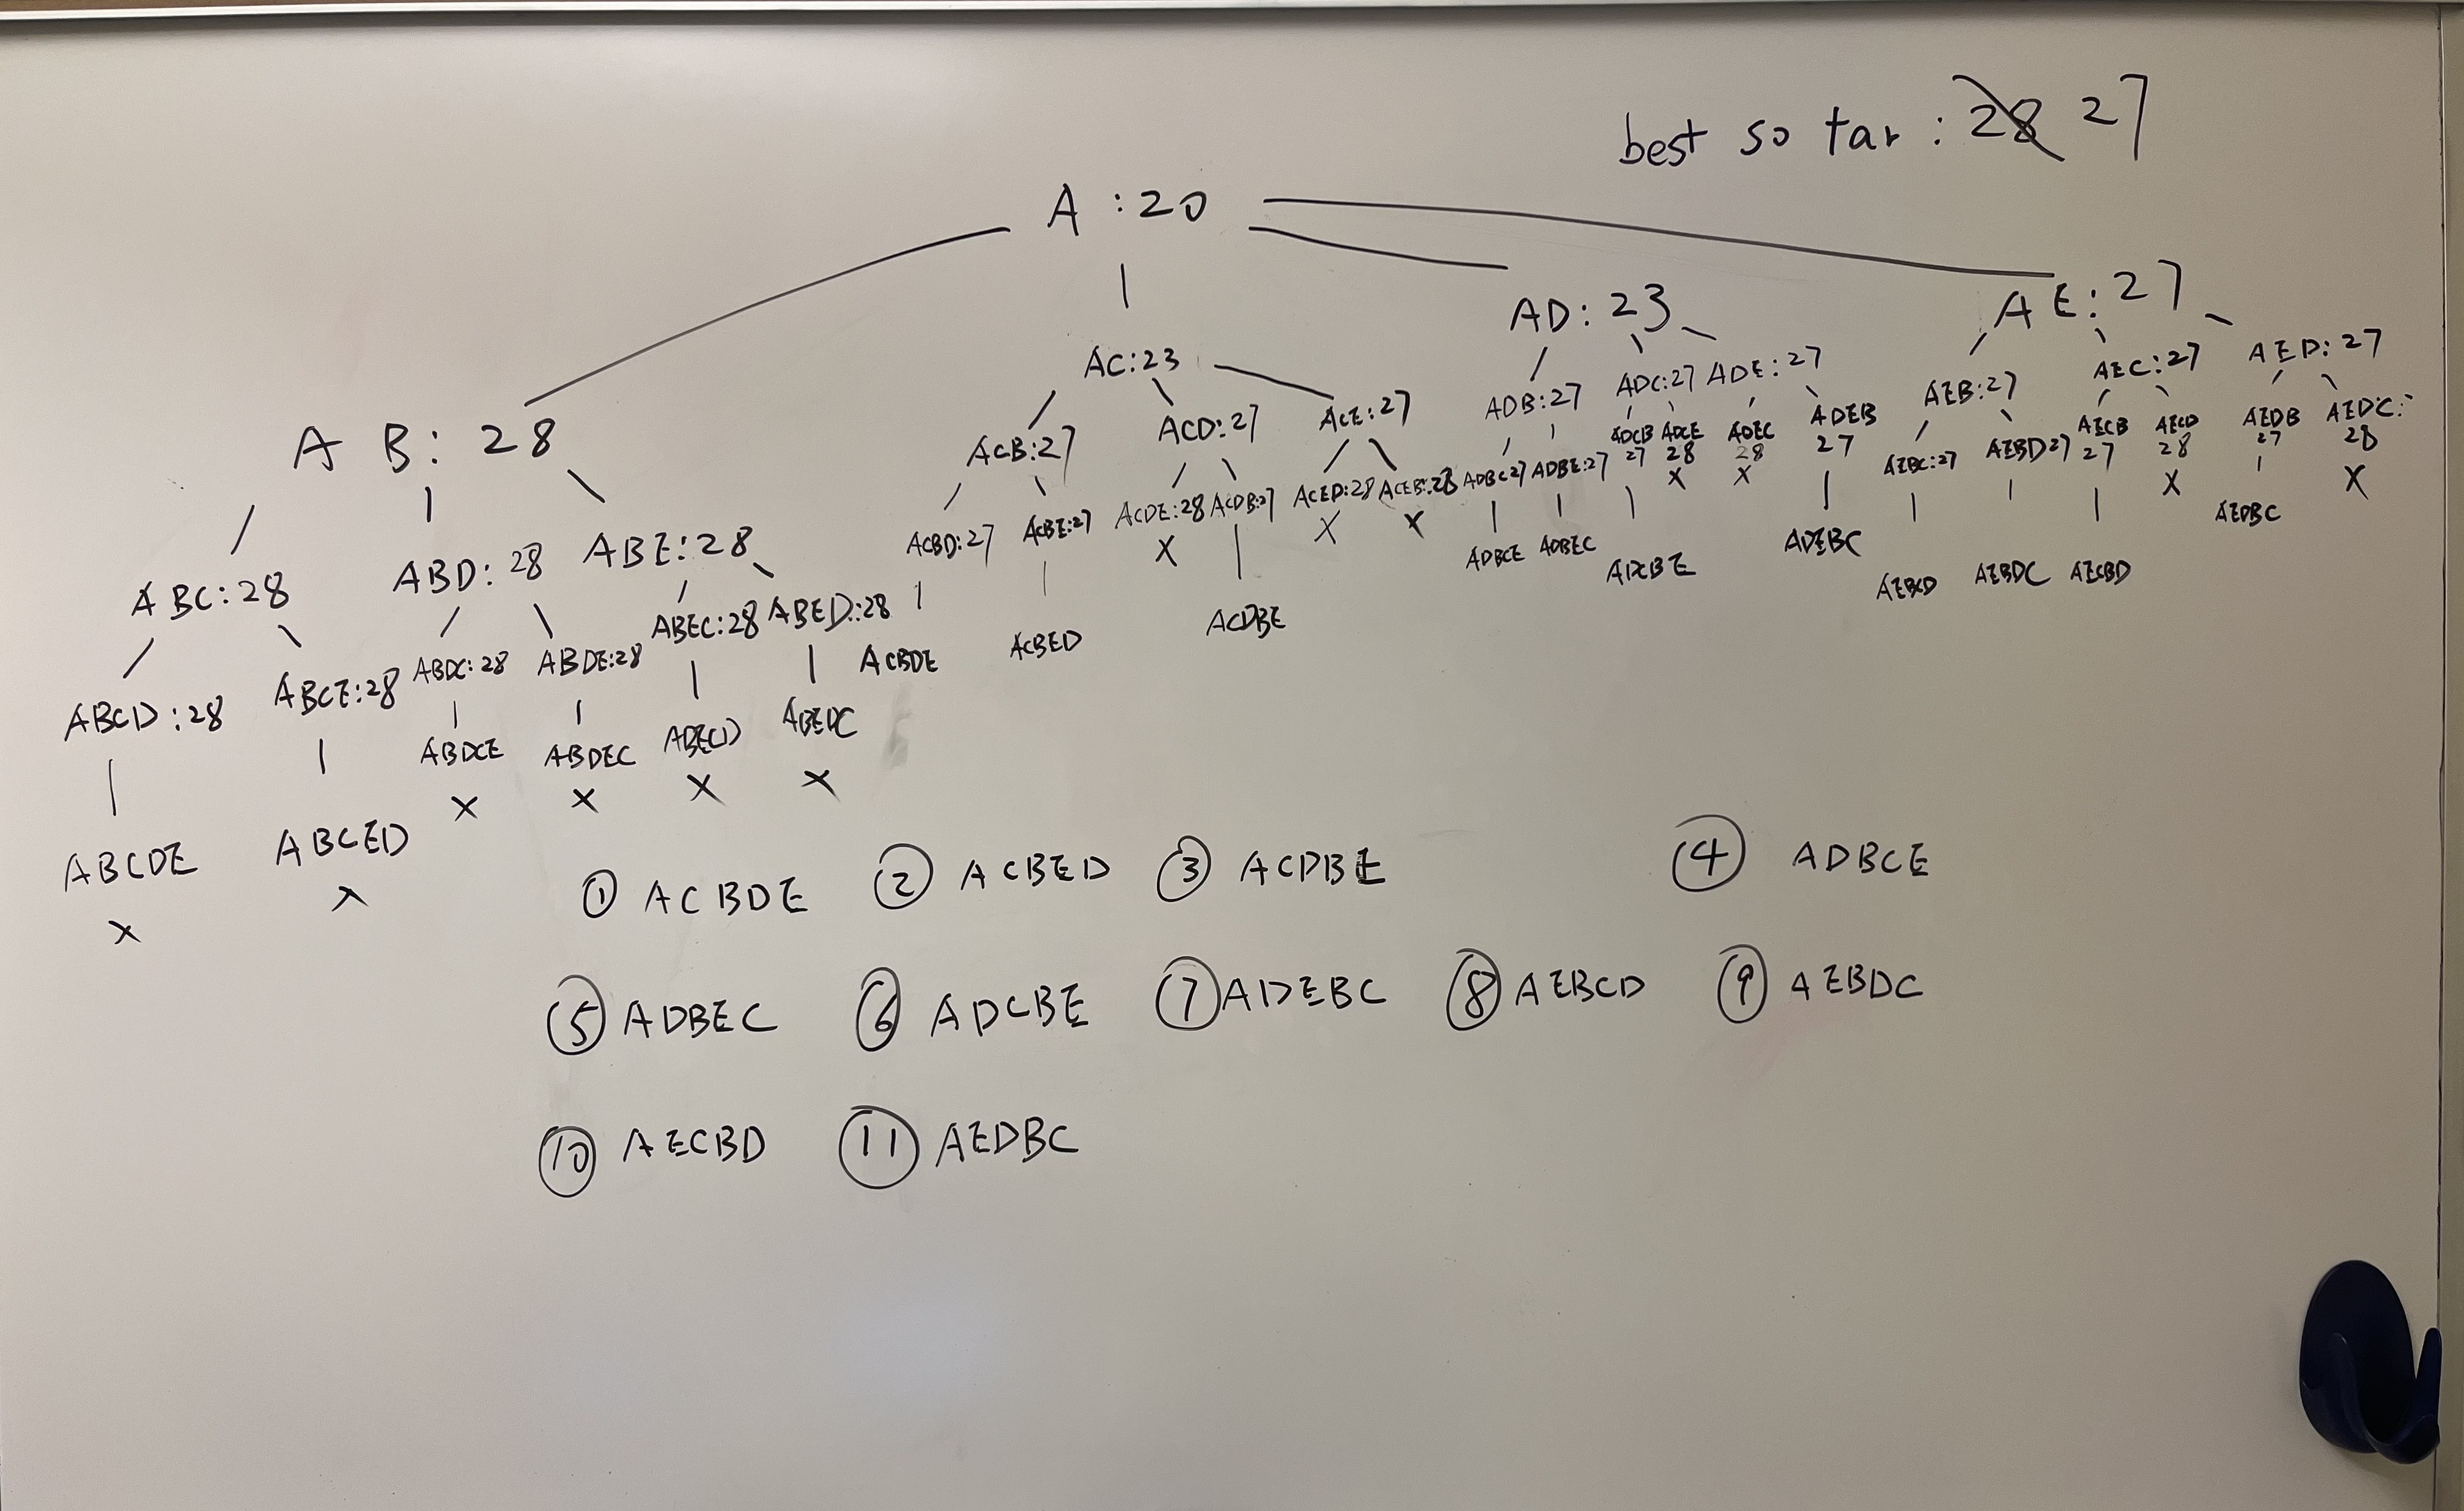 best so far : 28 27
A : 20
AB: 28
AC:23
AD: 23
AE: 27
ABC:28
ABD: 28
ABE:28
ACB:27
ACD:27
ACE:27
ADB:27
ADC:27
ADE:27
AEB:27
AEC:27
AED:27
ABCD:28
ABCE:28
ABDC:28
ABDE:28
ABEC:28
ABED:28
ACBD:27
ACBE:27
ACDE:28
X
ACDB:27
ACED:28
X
ACEB:28
X
ADBC27
ADBE:27
ADCB
27
ADCE
28
X
ADEC
28
X
ADEB
27
AEBC:27
AEBD27
AECB
27
AECD
28
X
AEDB
27
AEDC:
28
X
ABCDE
X
ABCED
X
ABDCE
X
ABDEC
X
ABECD
X
ABEDC
X
ACBDE
ACBED
ACDBE
ADBCE
ADBEC
ADCBE
ADEBC
AEBCD
AEBDC
AECBD
AEDBC
① ACBDE ② ACBED ③ ACDBE ④ ADBCE
⑤ ADBEC ⑥ ADCBE ⑦ ADEBC ⑧ AEBCD ⑨ AEBDC
⑩ AECBD ⑪ AEDBC